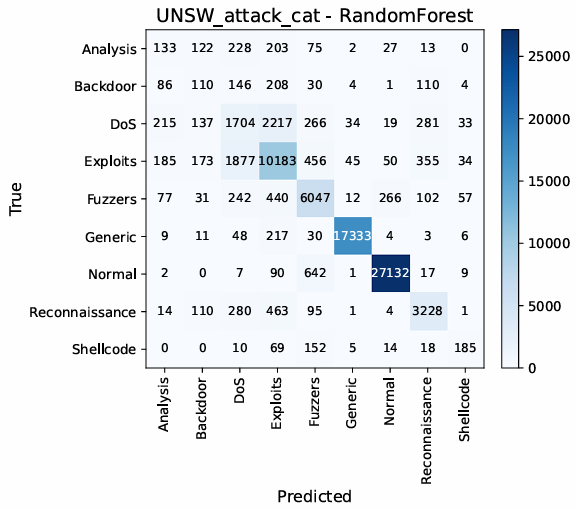 UNSW_attack_cat - RandomForest
True
Analysis 133 122 228 203 75 2 27 13 0
Backdoor 86 110 146 208 30 4 1 110 4
DoS 215 137 1704 2217 266 34 19 281 33
Exploits 185 173 1877 10183 456 45 50 355 34
Fuzzers 77 31 242 440 6047 12 266 102 57
Generic 9 11 48 217 30 17333 4 3 6
Normal 2 0 7 90 642 1 27132 17 9
Reconnaissance 14 110 280 463 95 1 4 3228 1
Shellcode 0 0 10 69 152 5 14 18 185
Analysis Backdoor DoS Exploits Fuzzers Generic Normal Reconnaissance Shellcode
Predicted
25000
20000
15000
10000
5000
0